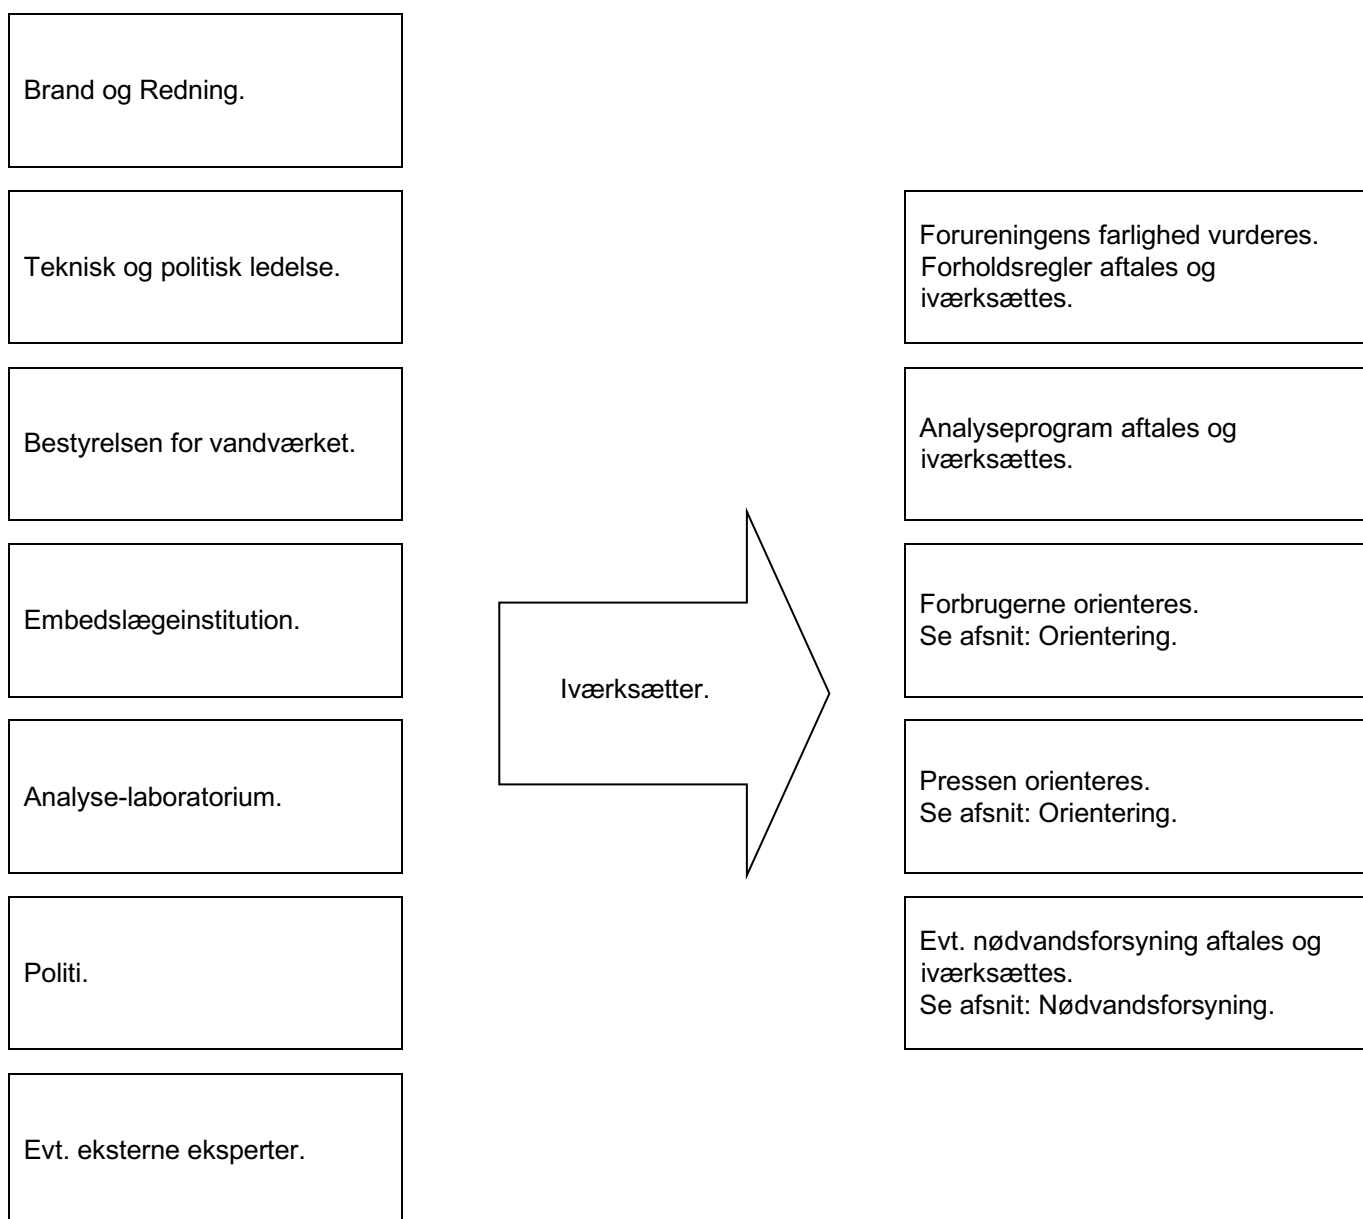 Brand og Redning.
Teknisk og politisk ledelse.
Bestyrelsen for vandværket.
Embedslægeinstitution.
Analyse-laboratorium.
Politi.
Evt. eksterne eksperter.
Iværksætter.
Forureningens farlighed vurderes.
Forholdsregler aftales og
iværksættes.
Analyseprogram aftales og
iværksættes.
Forbrugerne orienteres.
Se afsnit: Orientering.
Pressen orienteres.
Se afsnit: Orientering.
Evt. nødvandsforsyning aftales og
iværksættes.
Se afsnit: Nødvandsforsyning.